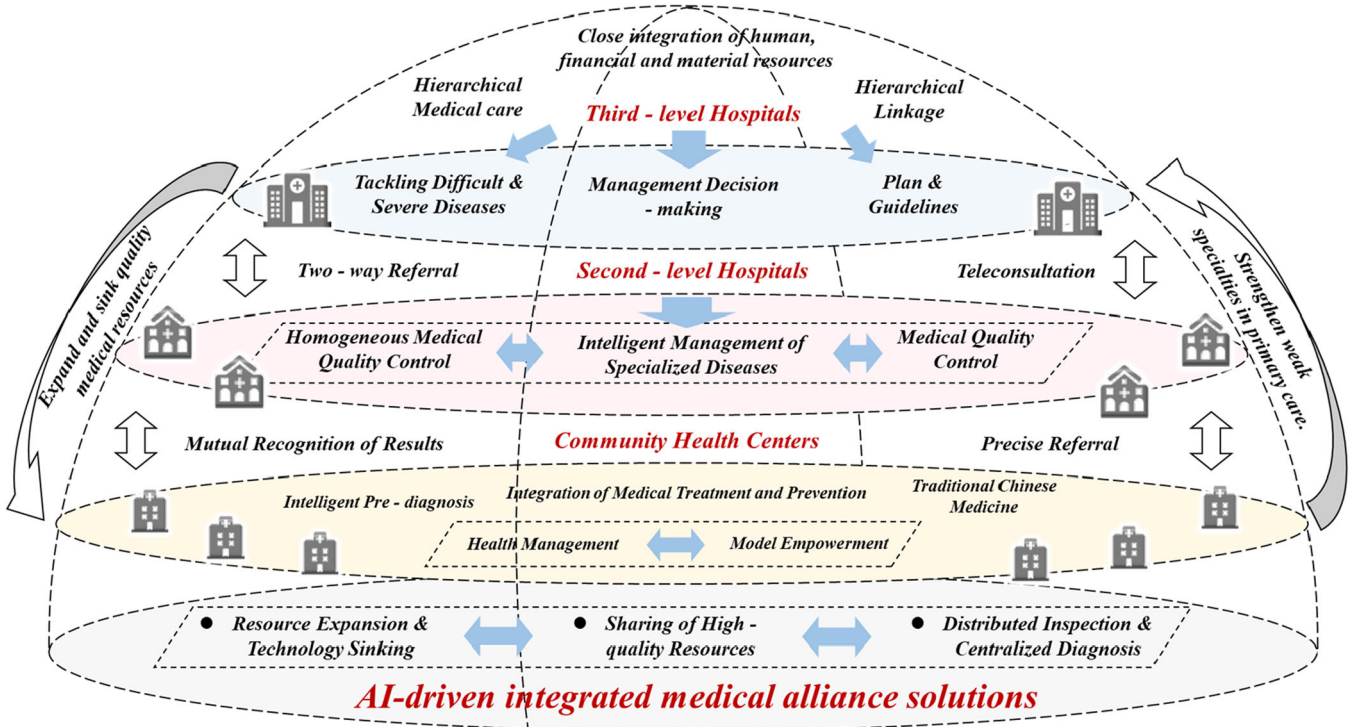 Close integration of human,
financial and material resources
Hierarchical
Medical care
Hierarchical
Linkage
Third - level Hospitals
Tackling Difficult &
Severe Diseases
Management Decision
- making
Plan &
Guidelines
Expand and sink quality
medical resources
Strengthen weak
specialties in primary care.
Two - way Referral
Second - level Hospitals
Teleconsultation
Homogeneous Medical
Quality Control
Intelligent Management of
Specialized Diseases
Medical Quality
Control
Mutual Recognition of Results
Community Health Centers
Precise Referral
Intelligent Pre - diagnosis
Integration of Medical Treatment and Prevention
Traditional Chinese
Medicine
Health Management
Model Empowerment
● Resource Expansion &
Technology Sinking
● Sharing of High -
quality Resources
● Distributed Inspection &
Centralized Diagnosis
AI-driven integrated medical alliance solutions